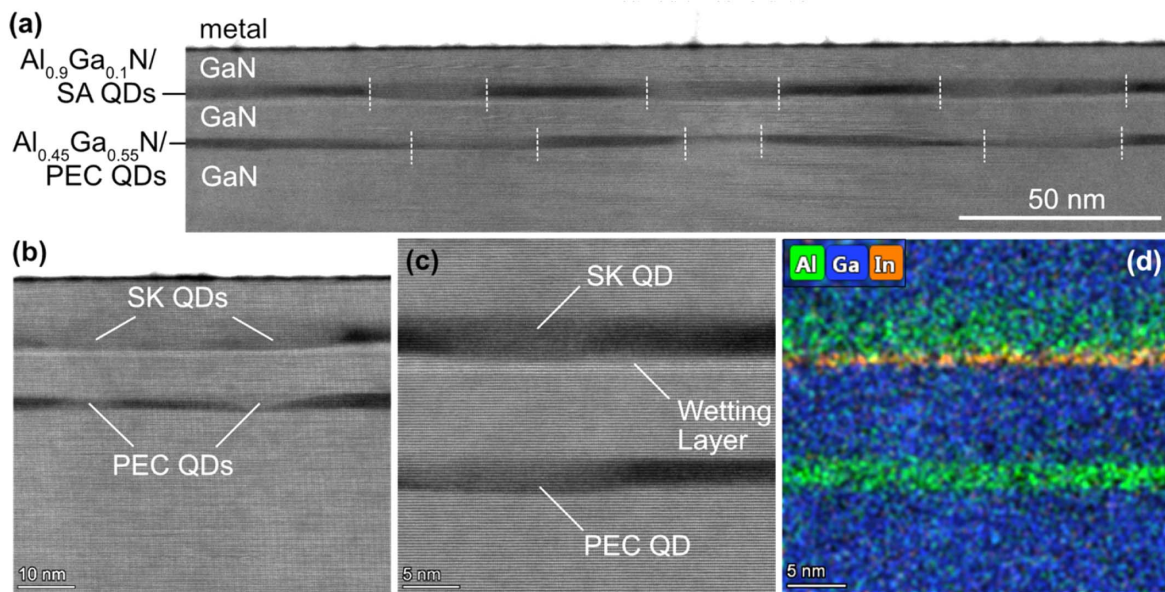 (a)
metal
Al0.9Ga0.1N/
SA QDs
GaN
GaN
Al0.45Ga0.55N/
PEC QDs
GaN
50 nm
(b)
SK QDs
PEC QDs
10 nm
(c)
SK QD
Wetting
Layer
PEC QD
5 nm
Al Ga In
(d)
5 nm